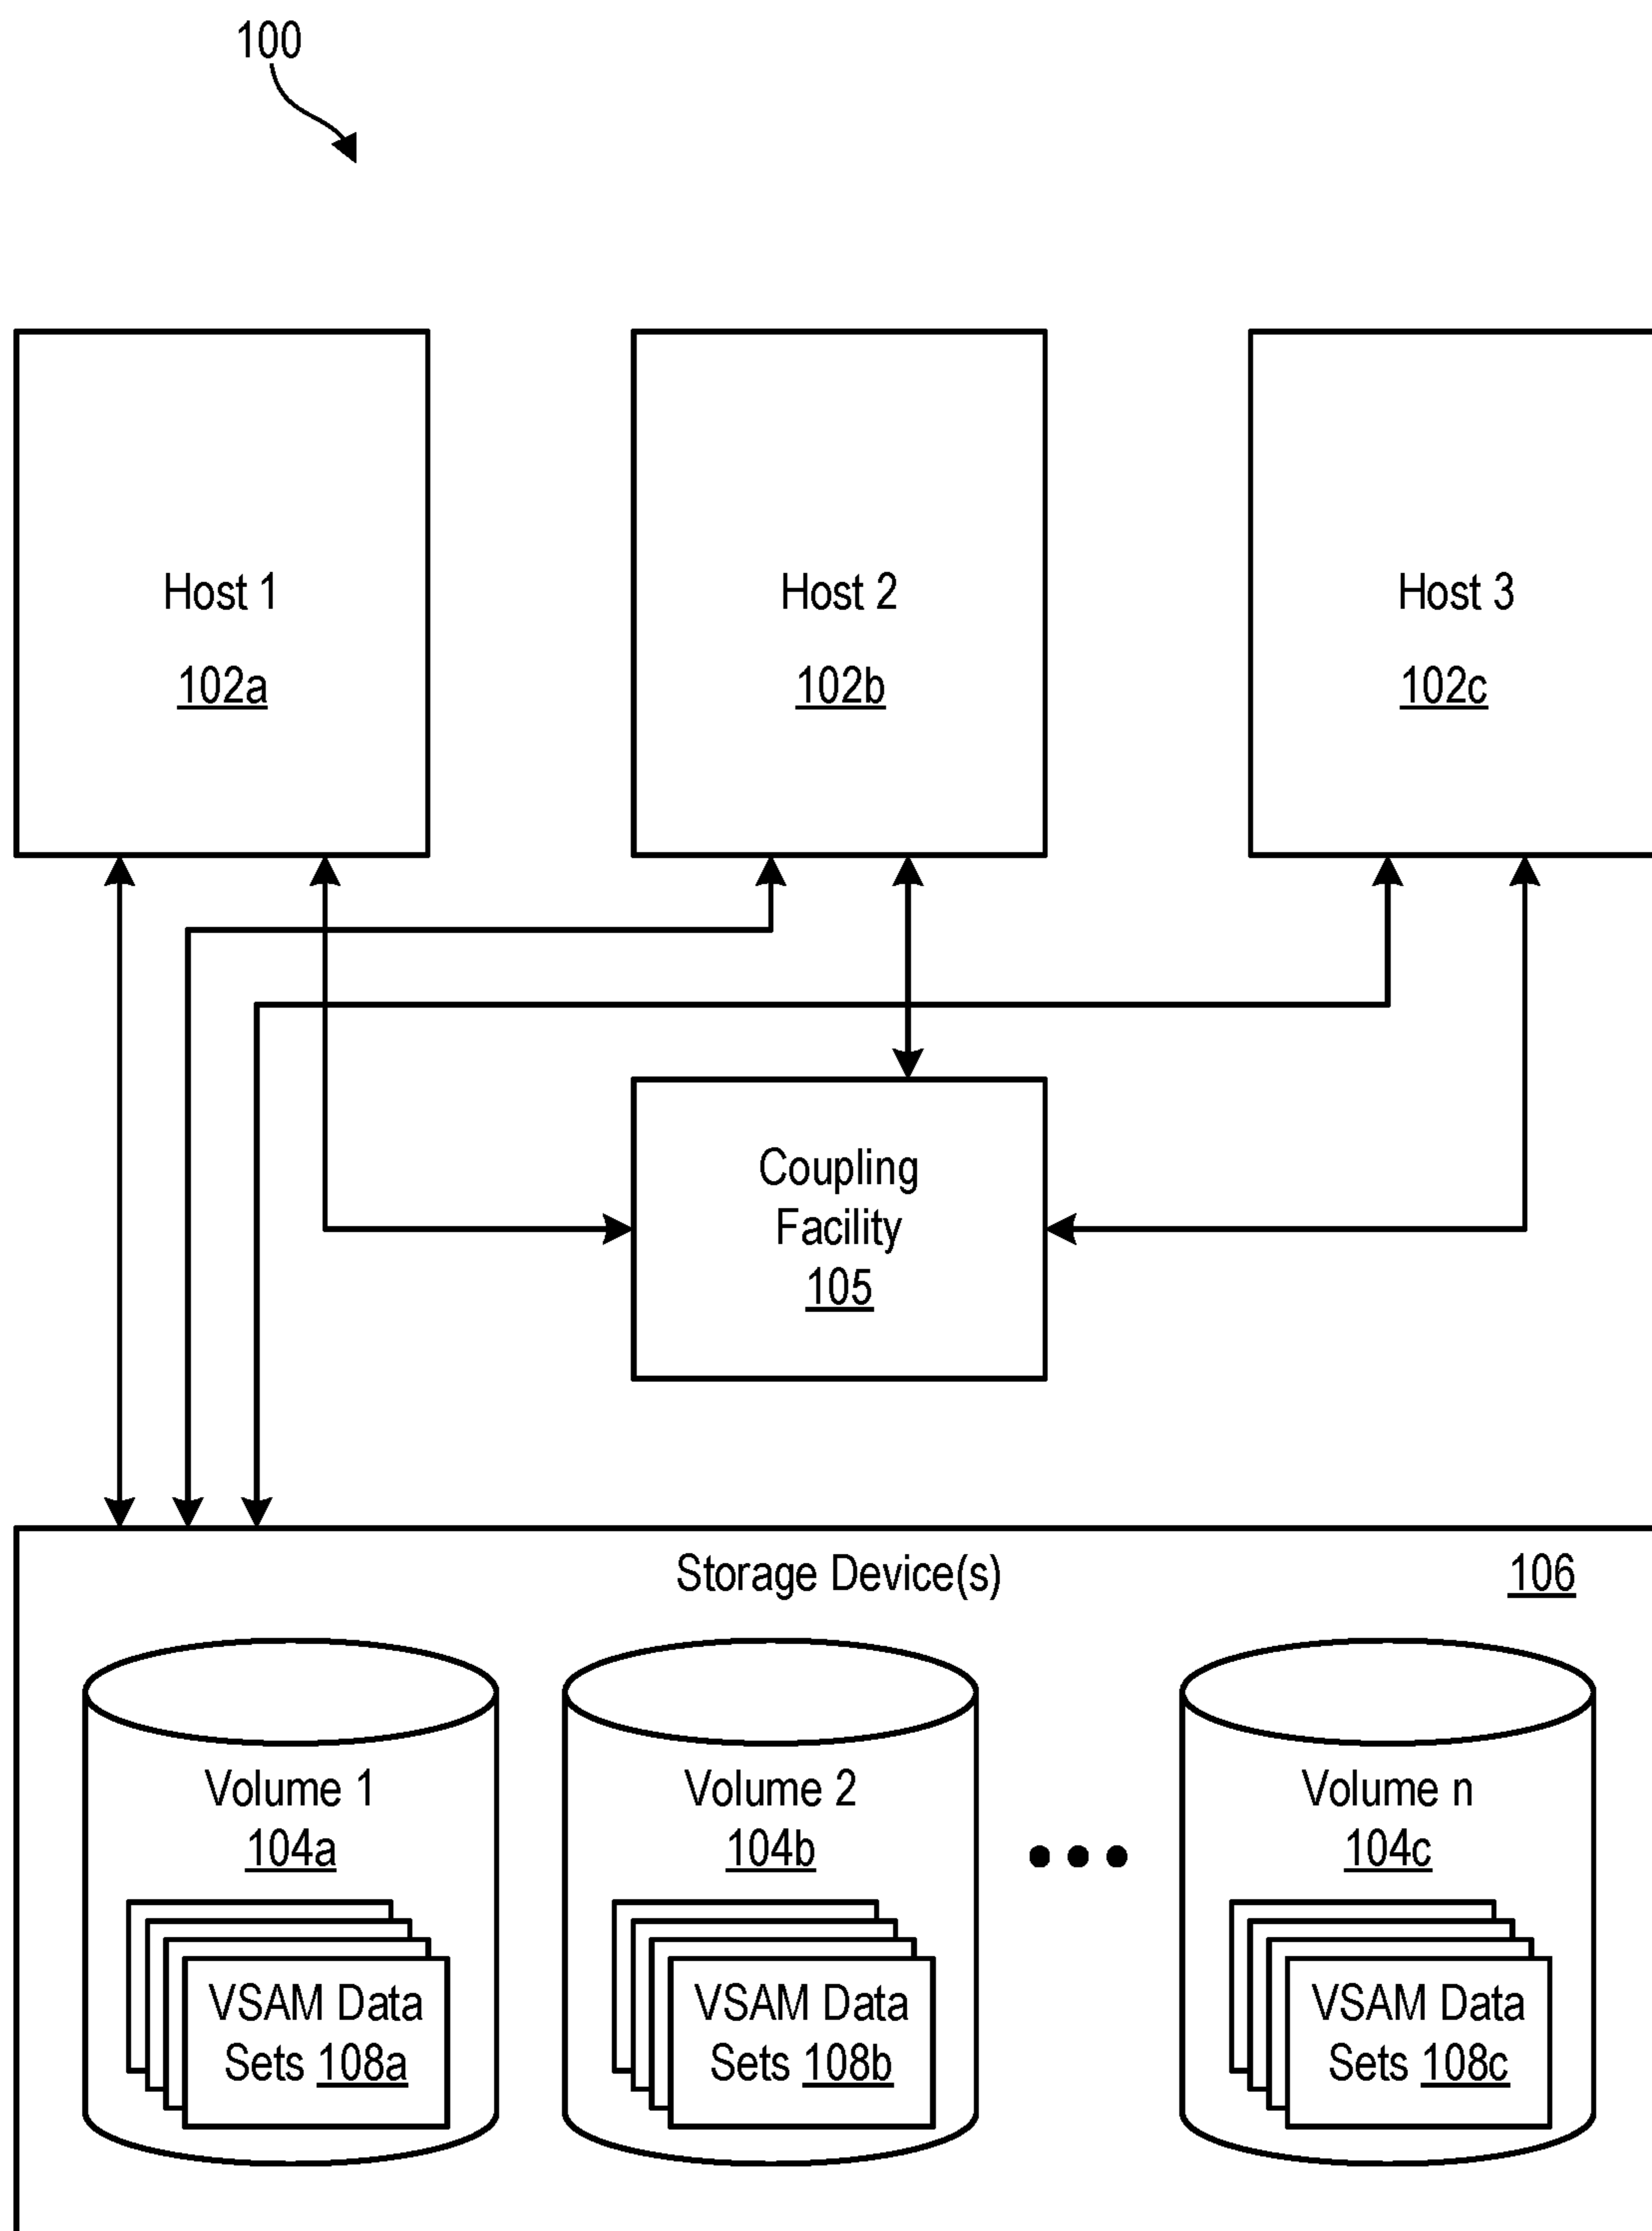 100
Host 1
102a
Host 2
102b
Host 3
102c
Coupling
Facility
105
Storage Device(s)
106
Volume 1
104a
VSAM Data
Sets 108a
Volume 2
104b
VSAM Data
Sets 108b
Volume n
104c
VSAM Data
Sets 108c